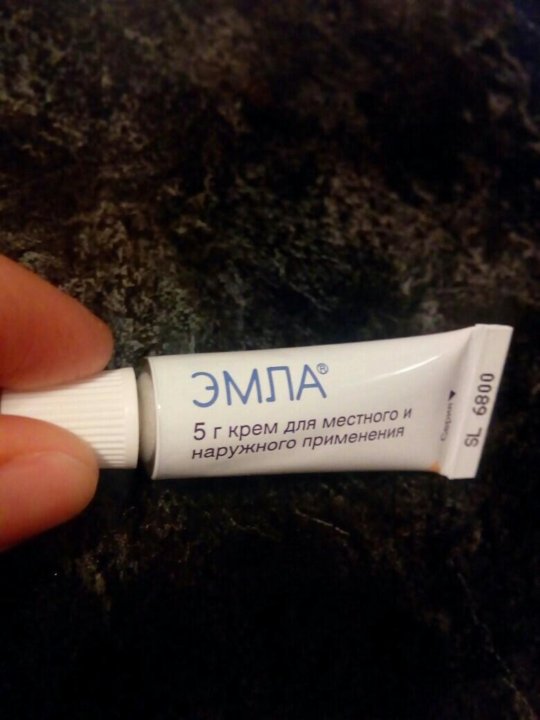 ЭМЛА®
5 г крем для местного и
наружного применения
Серия
SL 6800